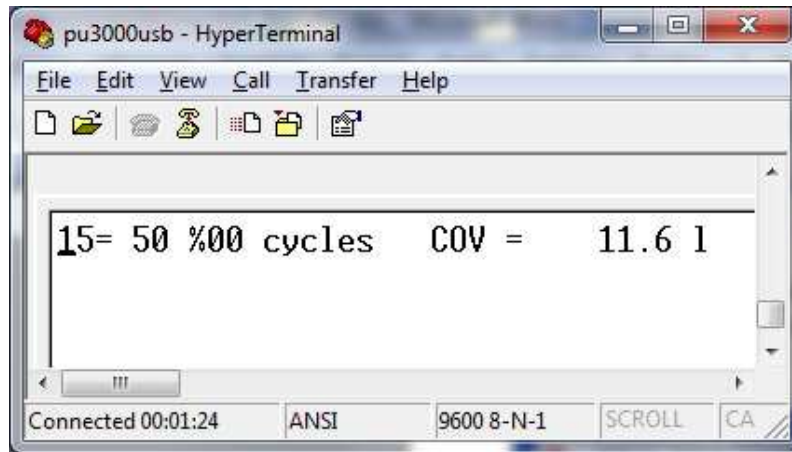 pu3000usb - HyperTerminal
File Edit View Call Transfer Help
15= 50 %00 cycles COV = 11.6 l
Connected 00:01:24 ANSI 9600 8-N-1 SCROLL CA